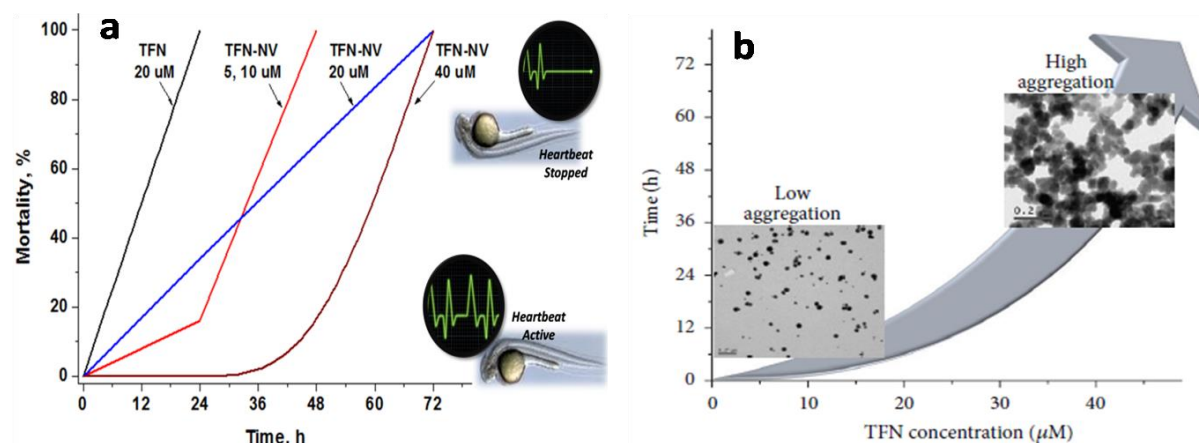 a
TFN
20 uM
TFN-NV
5, 10 uM
TFN-NV
20 uM
TFN-NV
40 uM
100
80
60
40
20
0
Mortality, %
0 12 24 36 48 60 72
Time, h
Heartbeat
Stopped
Heartbeat
Active
b
72
60
48
36
24
12
0
Time (h)
High
aggregation
0.2
Low
aggregation
0 10 20 30 40
TFN concentration (μM)